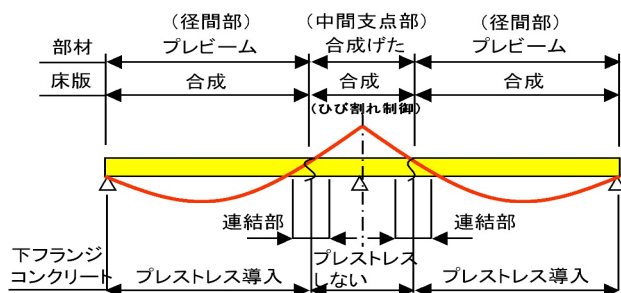 (径間部) (中間支点部) (径間部)
部材 プレビーム 合成げた プレビーム
床版 合成 合成 合成
(ひび割れ制御)
連結部 連結部
下フランジ
コンクリート プレストレス導入 プレストレス
しない プレストレス導入